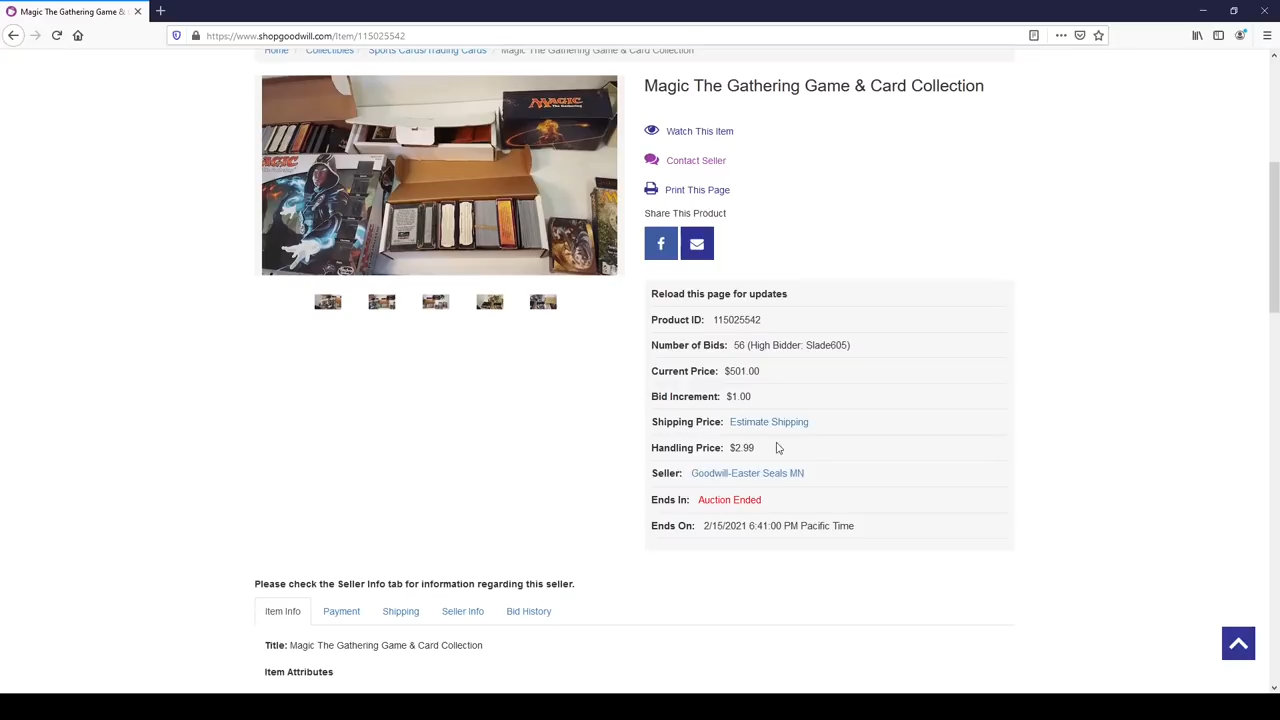 Magic The Gathering Game &
https://www.shopgoodwill.com/Item/115025542
Home Collectibles Sports Cards/Trading Cards Magic The Gathering Game & Card Collection
Magic The Gathering Game & Card Collection
MAGIC
The Gathering
Watch This Item
Contact Seller
Print This Page
Share This Product
Reload this page for updates
Product ID: 115025542
Number of Bids: 56 (High Bidder: Slade605)
Current Price: $501.00
Bid Increment: $1.00
Shipping Price: Estimate Shipping
Handling Price: $2.99
Seller: Goodwill-Easter Seals MN
Ends In: Auction Ended
Ends On: 2/15/2021 6:41:00 PM Pacific Time
Please check the Seller Info tab for information regarding this seller.
Item Info Payment Shipping Seller Info Bid History
Title: Magic The Gathering Game & Card Collection
Item Attributes